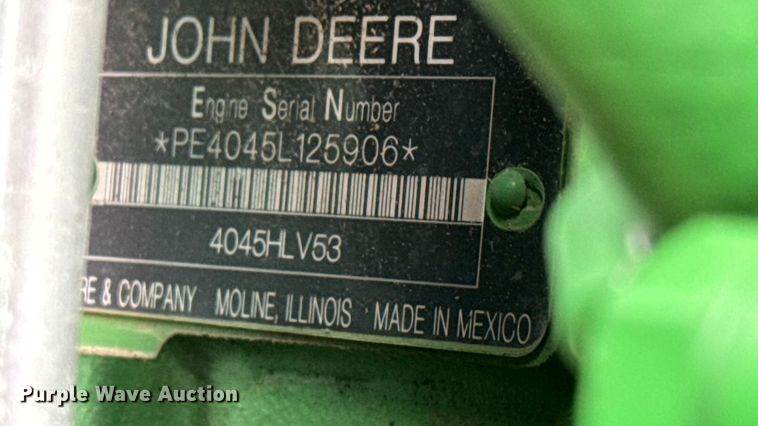 JOHN DEERE
Engine Serial Number
*PE4045L125906*
4045HLV53
RE & COMPANY MOLINE, ILLINOIS MADE IN MEXICO
Purple Wave Auction